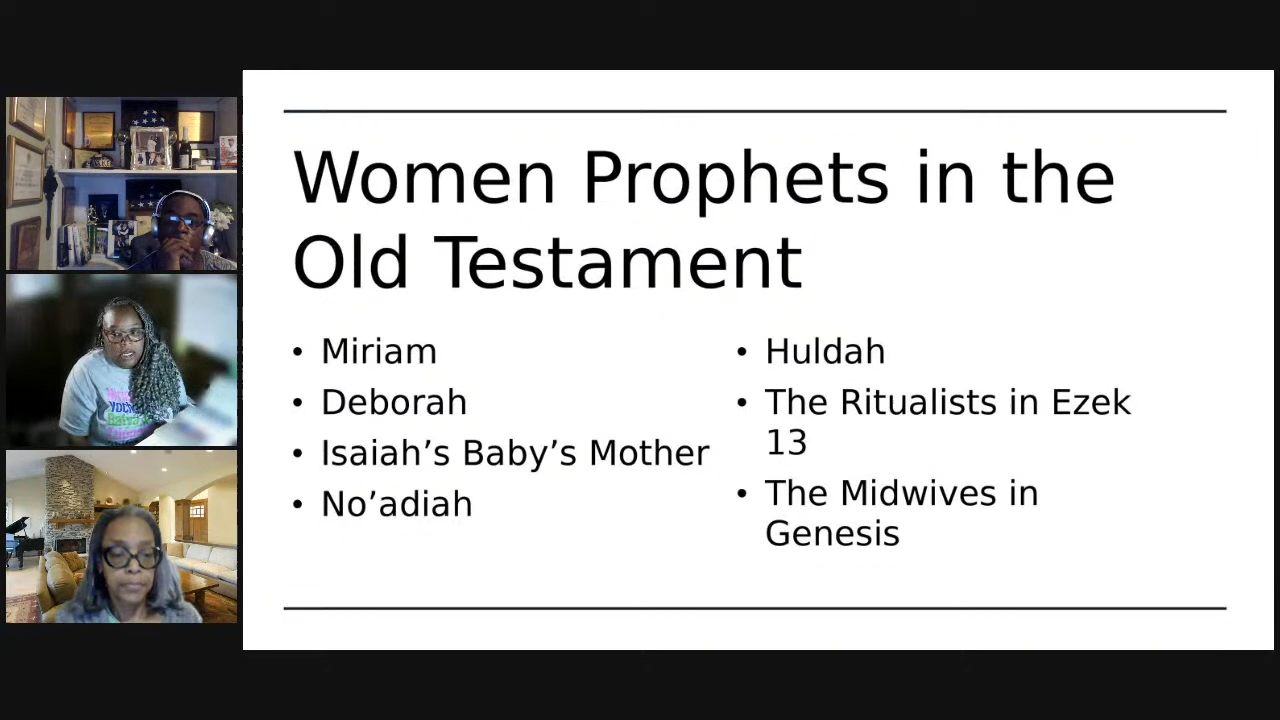 Women Prophets in the
Old Testament
• Miriam
• Deborah
• Isaiah’s Baby’s Mother
• No’adiah
• Huldah
• The Ritualists in Ezek
13
• The Midwives in
Genesis